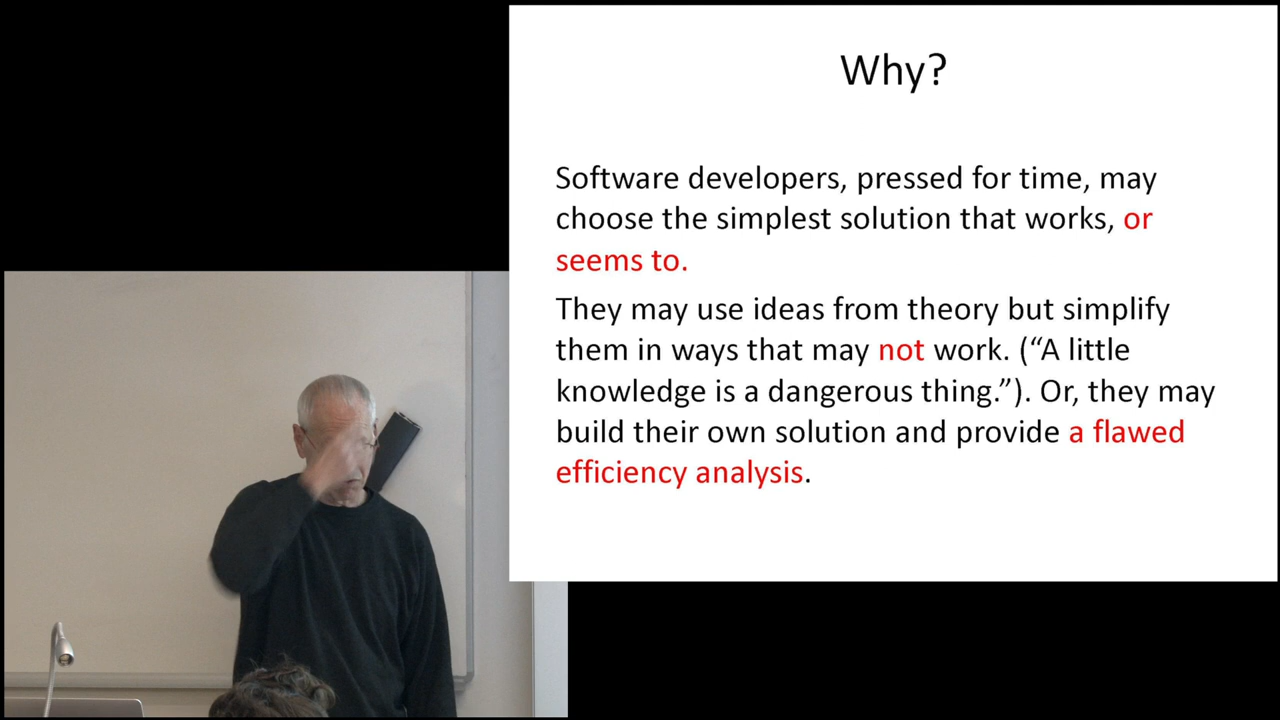 Why?
Software developers, pressed for time, may
choose the simplest solution that works, or
seems to.
They may use ideas from theory but simplify
them in ways that may not work. (“A little
knowledge is a dangerous thing.”). Or, they may
build their own solution and provide a flawed
efficiency analysis.